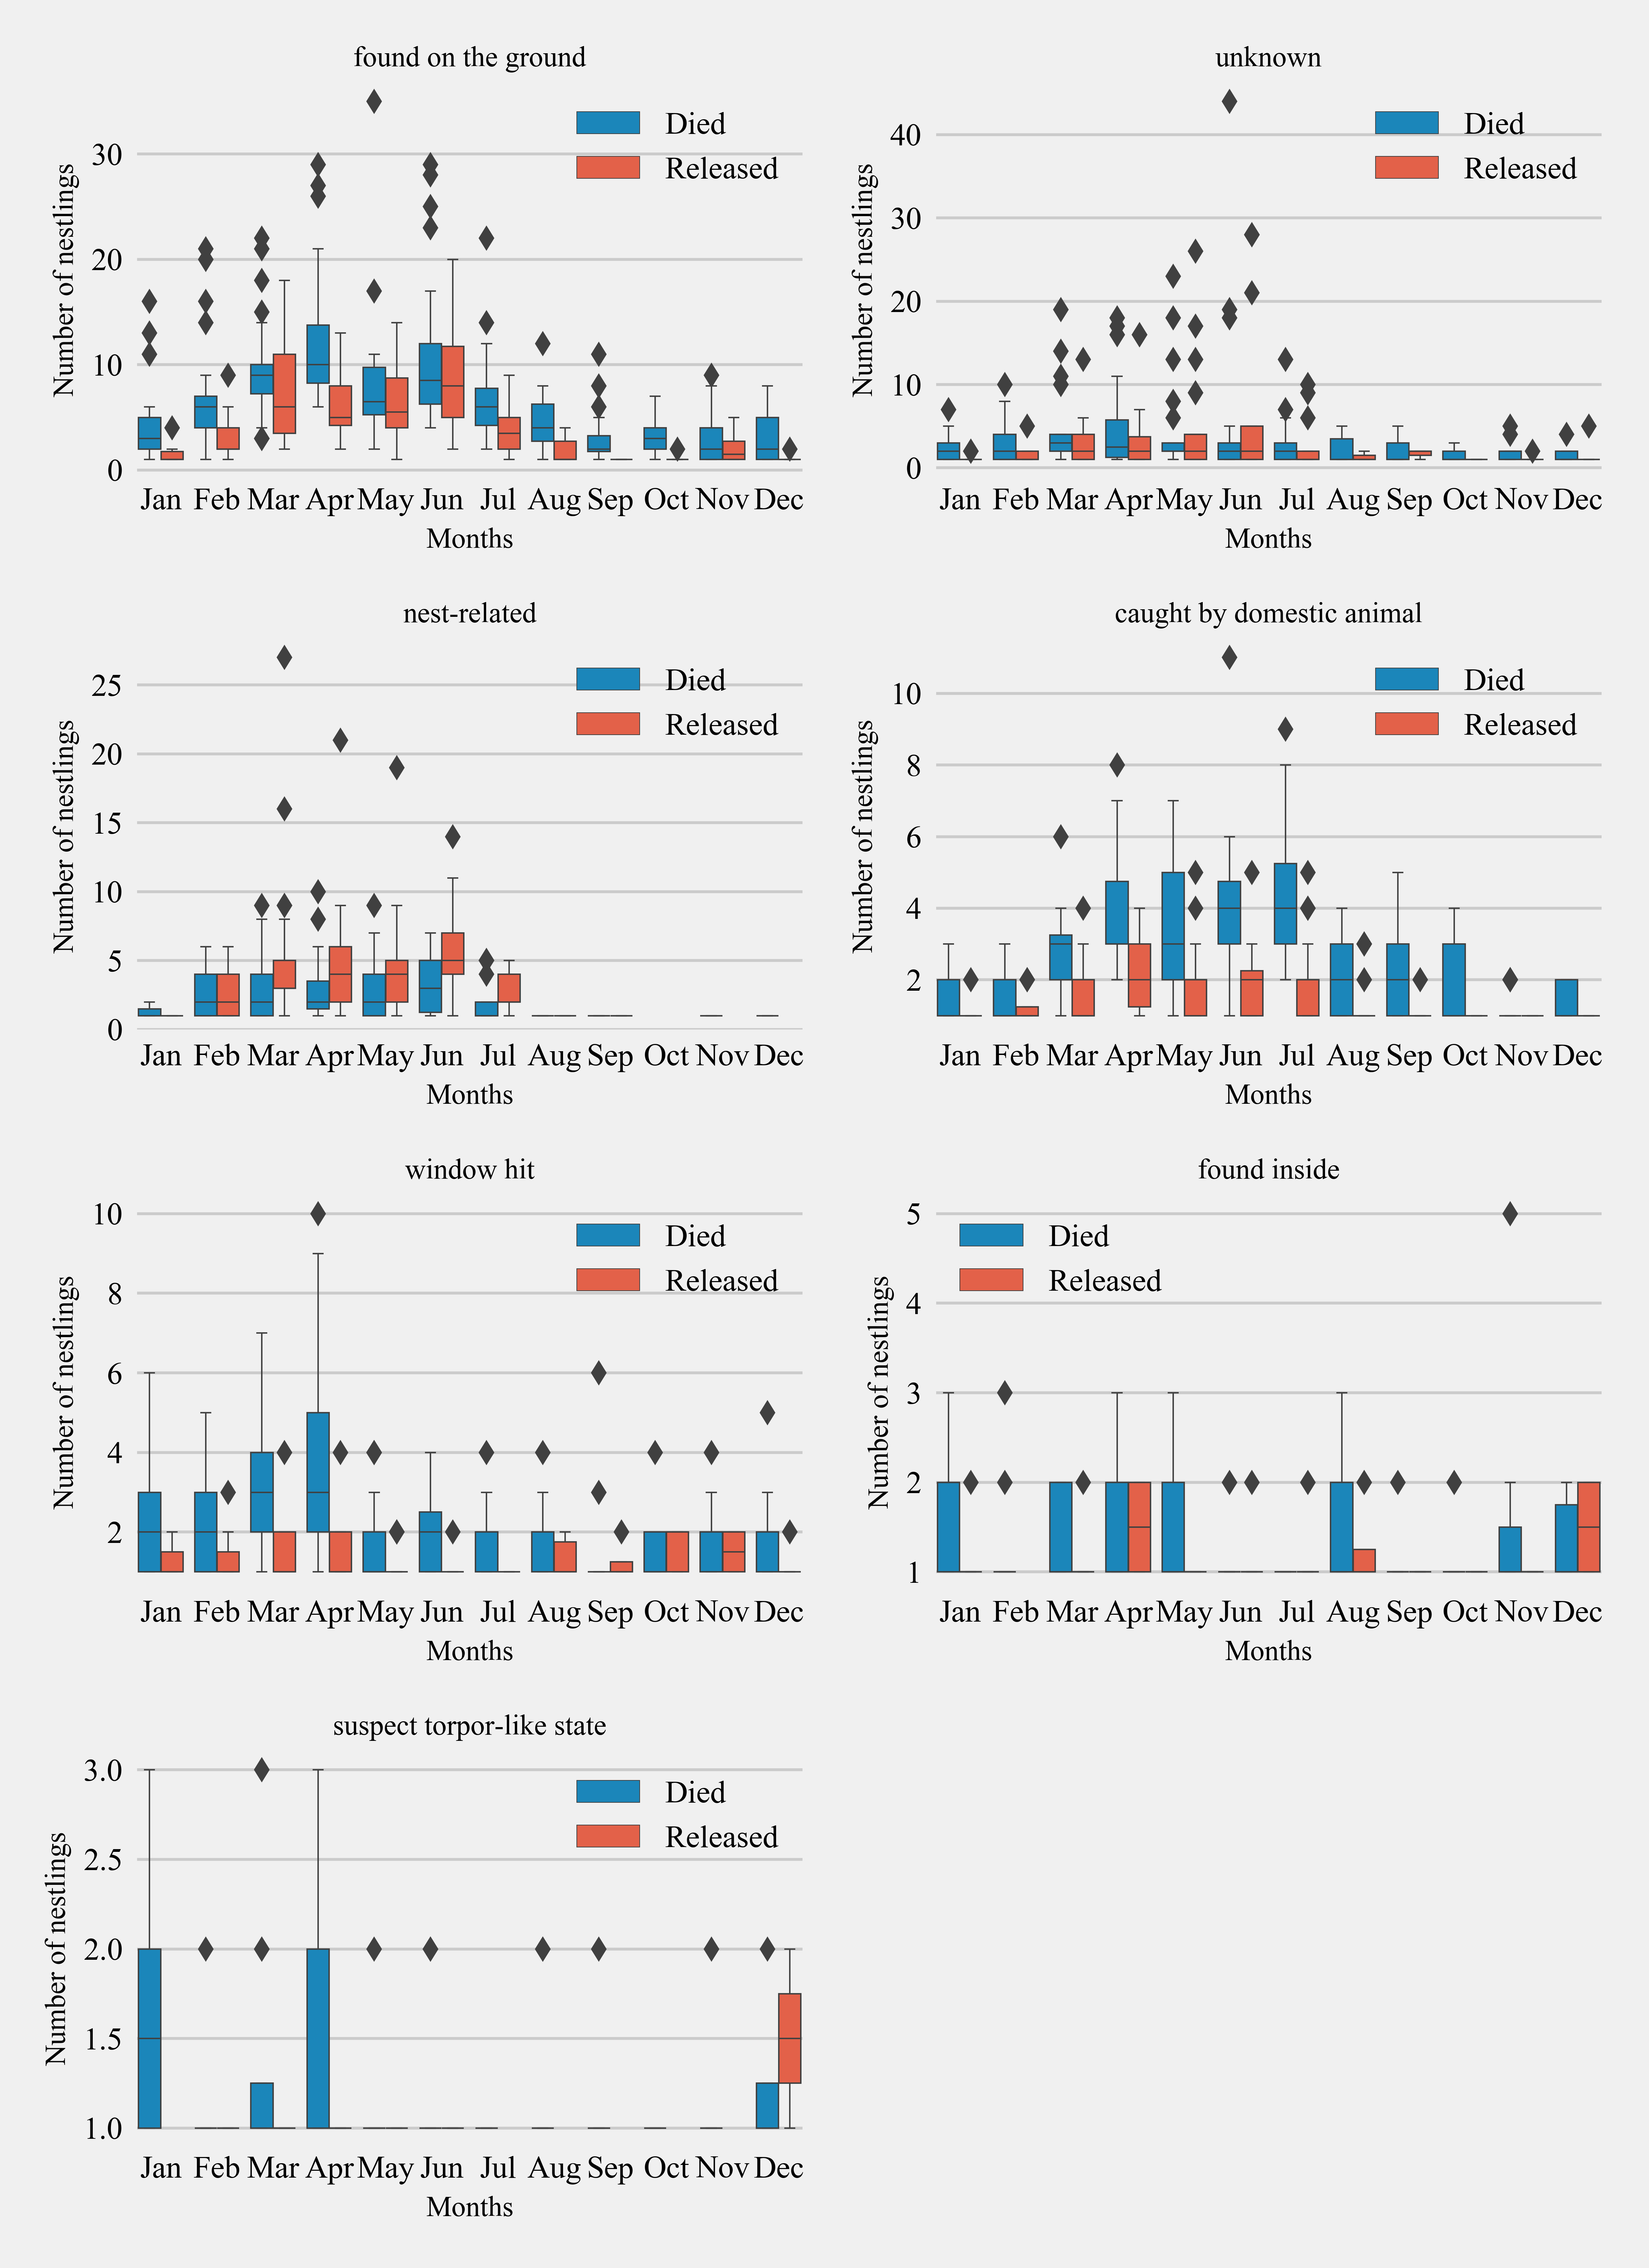 found on the ground
Died
Released
30
20
10
0
Number of nestlings
Jan Feb Mar Apr May Jun Jul Aug Sep Oct Nov Dec
Months
unknown
Died
Released
40
30
20
10
0
Number of nestlings
Jan Feb Mar Apr May Jun Jul Aug Sep Oct Nov Dec
Months
nest-related
Died
Released
25
20
15
10
5
0
Number of nestlings
Jan Feb Mar Apr May Jun Jul Aug Sep Oct Nov Dec
Months
caught by domestic animal
Died
Released
10
8
6
4
2
Number of nestlings
Jan Feb Mar Apr May Jun Jul Aug Sep Oct Nov Dec
Months
window hit
Died
Released
10
8
6
4
2
Number of nestlings
Jan Feb Mar Apr May Jun Jul Aug Sep Oct Nov Dec
Months
found inside
Died
Released
5
4
3
2
1
Number of nestlings
Jan Feb Mar Apr May Jun Jul Aug Sep Oct Nov Dec
Months
suspect torpor-like state
Died
Released
3.0
2.5
2.0
1.5
1.0
Number of nestlings
Jan Feb Mar Apr May Jun Jul Aug Sep Oct Nov Dec
Months